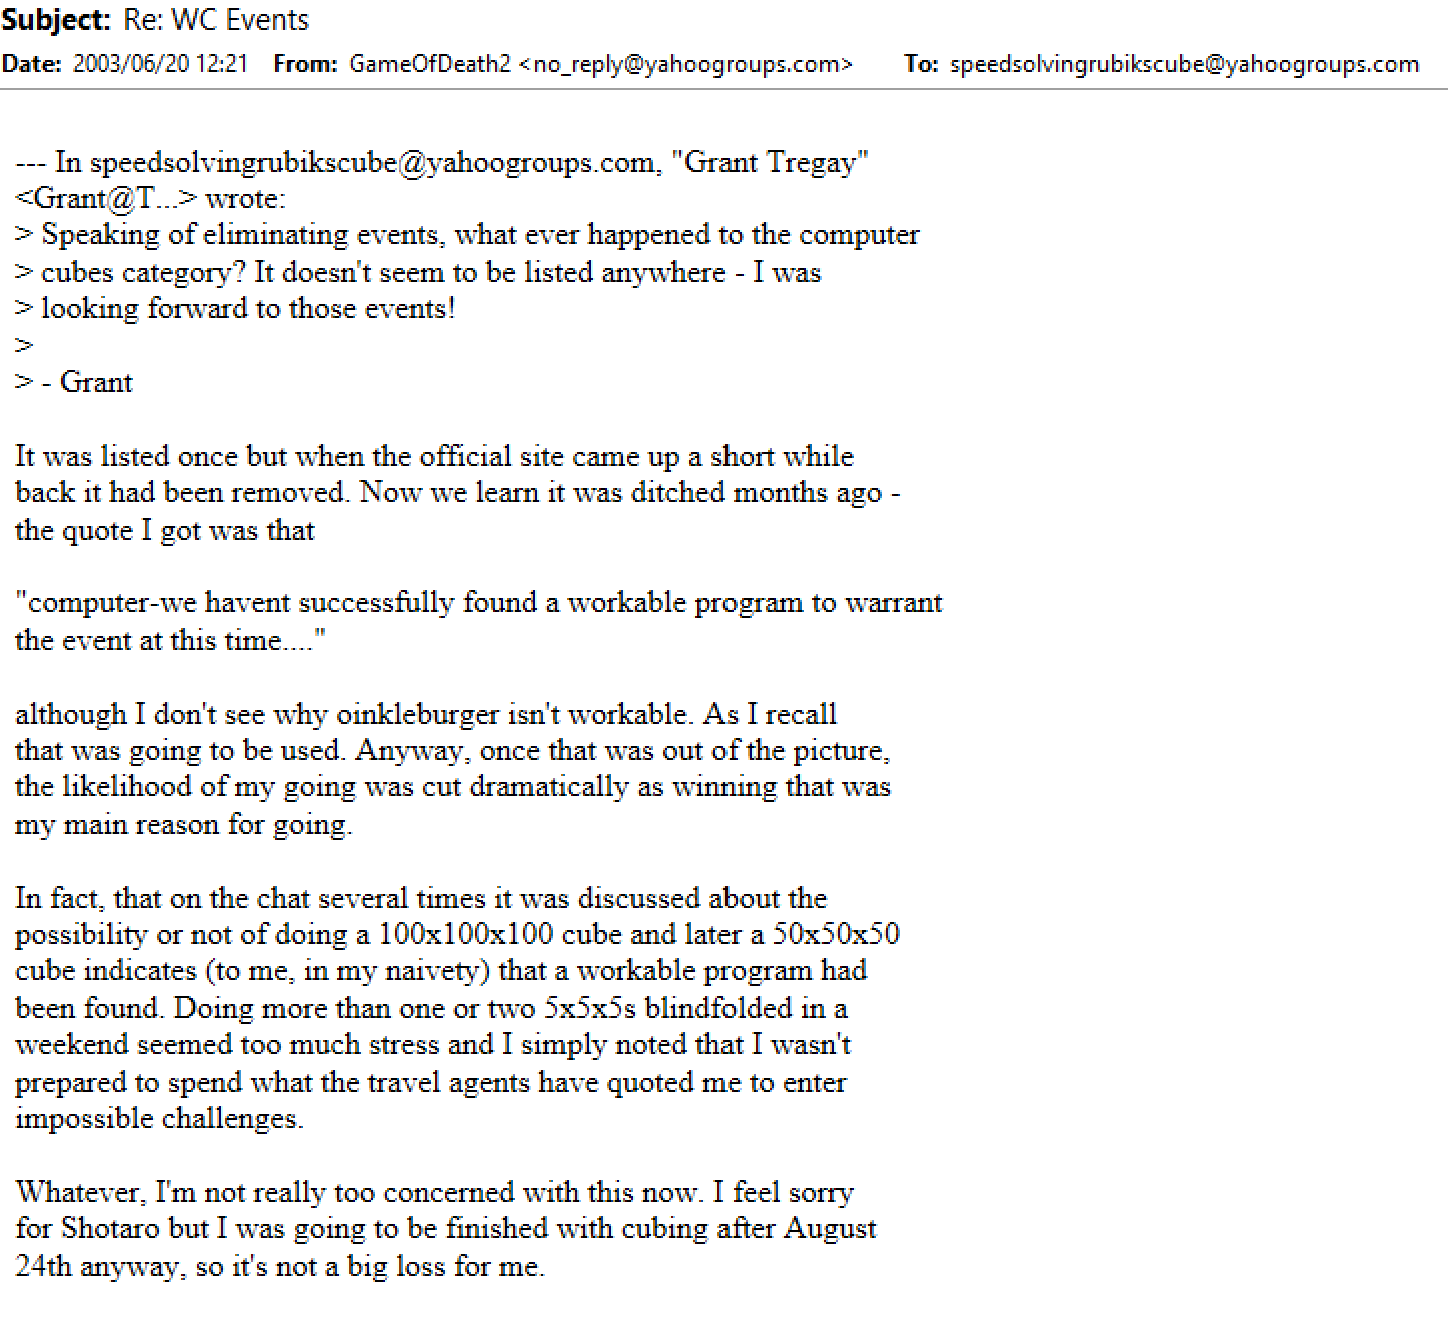 Subject: Re: WC Events
Date: 2003/06/20 12:21 From: GameOfDeath2 <no_reply@yahoogroups.com> To: speedsolvingrubikscube@yahoogroups.com
--- In speedsolvingrubikscube@yahoogroups.com, "Grant Tregay"
<Grant@T...> wrote:
> Speaking of eliminating events, what ever happened to the computer
> cubes category? It doesn't seem to be listed anywhere - I was
> looking forward to those events!
>
> - Grant
It was listed once but when the official site came up a short while
back it had been removed. Now we learn it was ditched months ago -
the quote I got was that
"computer-we havent successfully found a workable program to warrant
the event at this time...."
although I don't see why oinkleburger isn't workable. As I recall
that was going to be used. Anyway, once that was out of the picture,
the likelihood of my going was cut dramatically as winning that was
my main reason for going.
In fact, that on the chat several times it was discussed about the
possibility or not of doing a 100x100x100 cube and later a 50x50x50
cube indicates (to me, in my naivety) that a workable program had
been found. Doing more than one or two 5x5x5s blindfolded in a
weekend seemed too much stress and I simply noted that I wasn't
prepared to spend what the travel agents have quoted me to enter
impossible challenges.
Whatever, I'm not really too concerned with this now. I feel sorry
for Shotaro but I was going to be finished with cubing after August
24th anyway, so it's not a big loss for me.